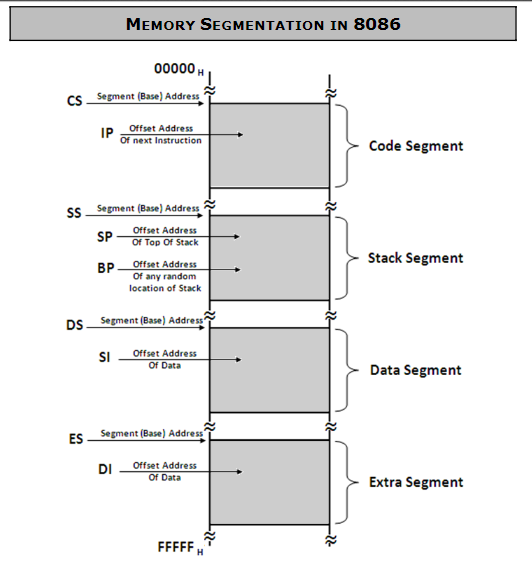 MEMORY SEGMENTATION IN 8086
00000 H
CS Segment (Base) Address
IP Offset Address
Of next Instruction
Code Segment
SS Segment (Base) Address
SP Offset Address
Of Top Of Stack
BP Offset Address
Of any random
location of Stack
Stack Segment
DS Segment (Base) Address
SI Offset Address
Of Data
Data Segment
ES Segment (Base) Address
DI Offset Address
Of Data
Extra Segment
FFFFF H